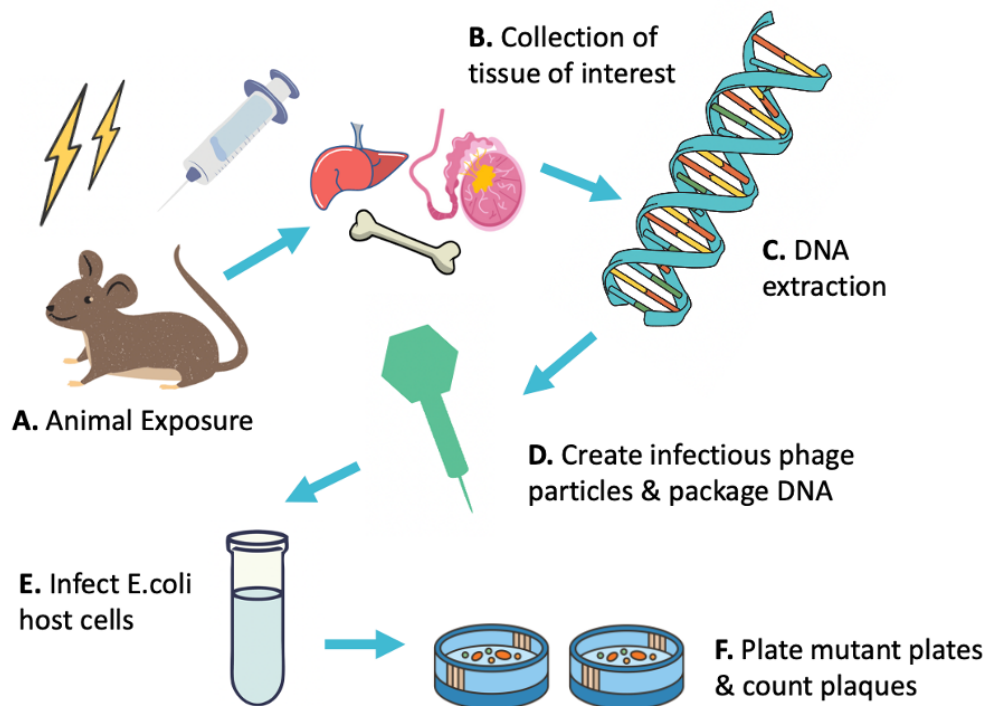 B. Collection of
tissue of interest
C. DNA
extraction
A. Animal Exposure
D. Create infectious phage
particles & package DNA
E. Infect E.coli
host cells
F. Plate mutant plates
& count plaques